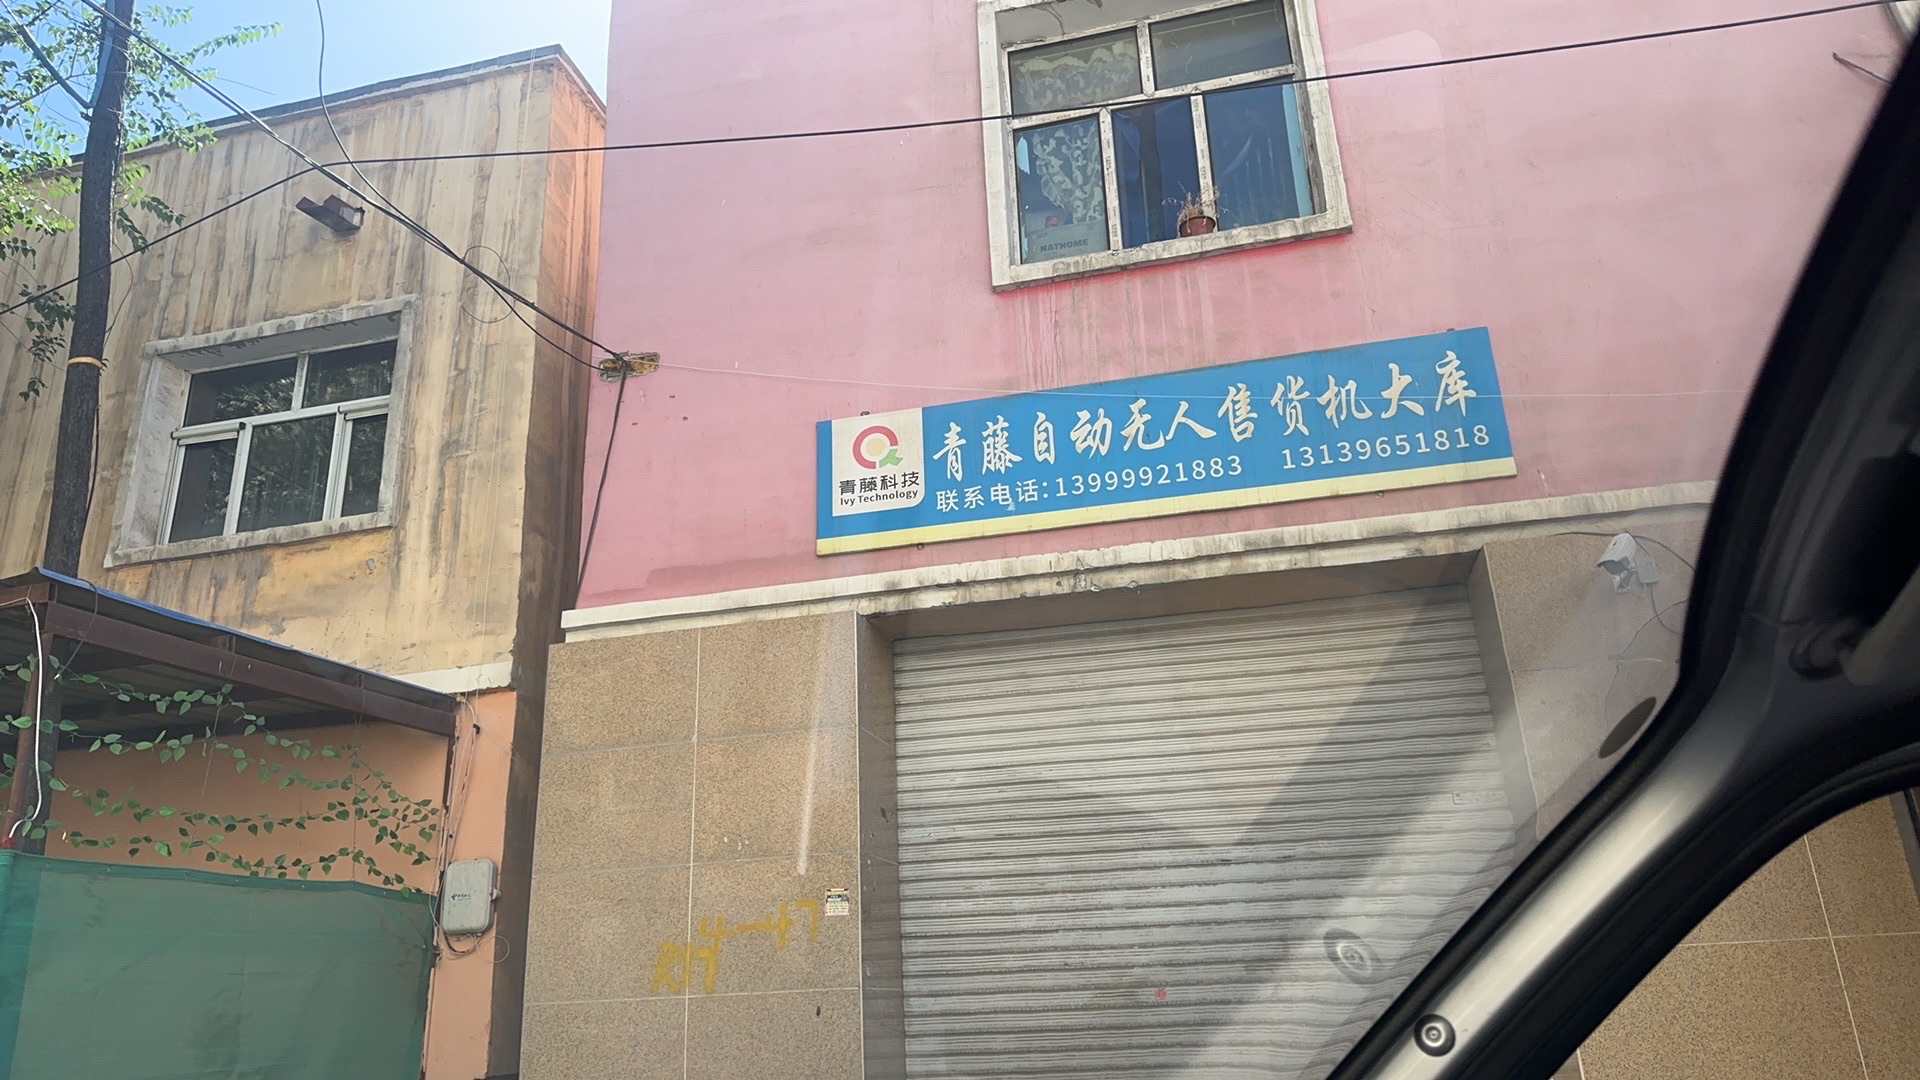 NATHOME
青藤自动无人售货机大库
联系电话:13999921883 13139651818
青藤科技
Ivy Technology